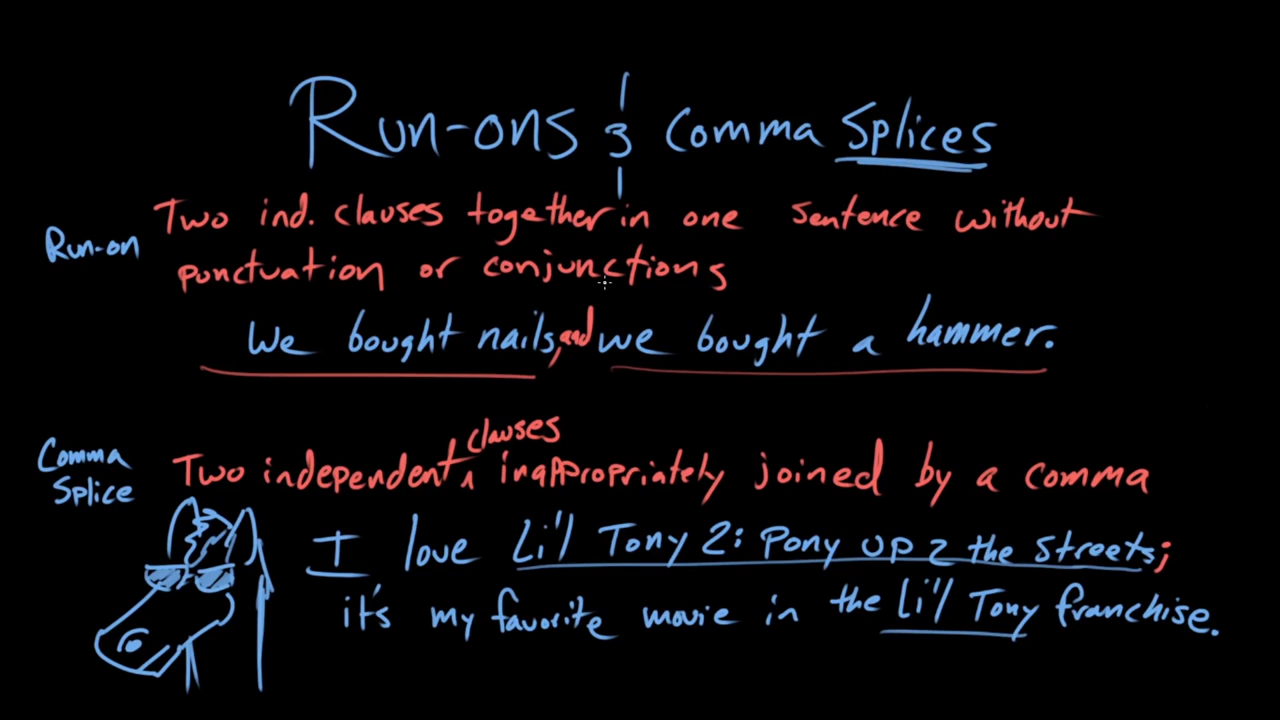 Run-ons & Comma Splices
Two ind. clauses together in one sentence without
Run-on
punctuation or conjunctions
We bought nails, and we bought a hammer.
clauses
Comma
Splice
Two independent inappropriately joined by a comma
I love Li'l Tony 2: Pony Up 2 the Streets;
it's my favorite movie in the Li'l Tony franchise.